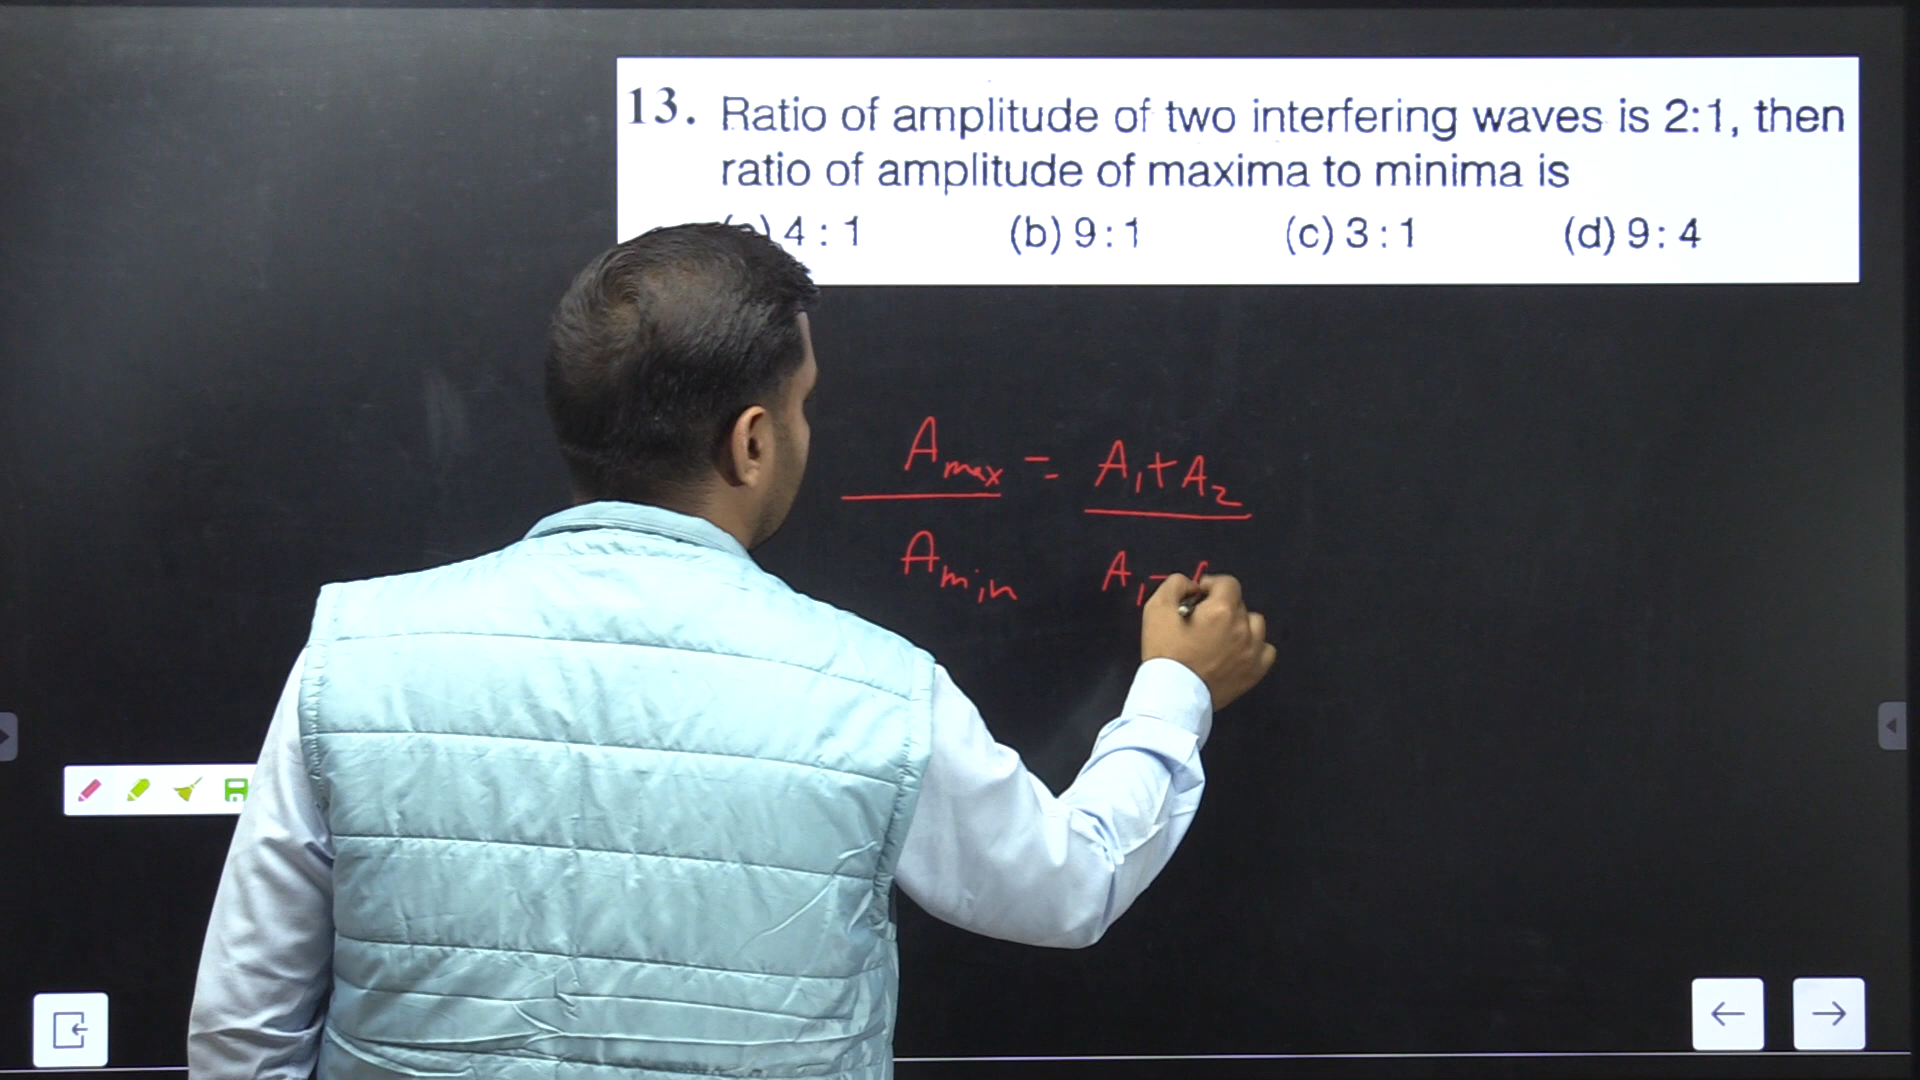 13. Ratio of amplitude of two interfering waves is 2:1, then
ratio of amplitude of maxima to minima is
4 : 1 (b) 9 : 1 (c) 3 : 1 (d) 9 : 4
Amax = A1+A2
Amin A1-